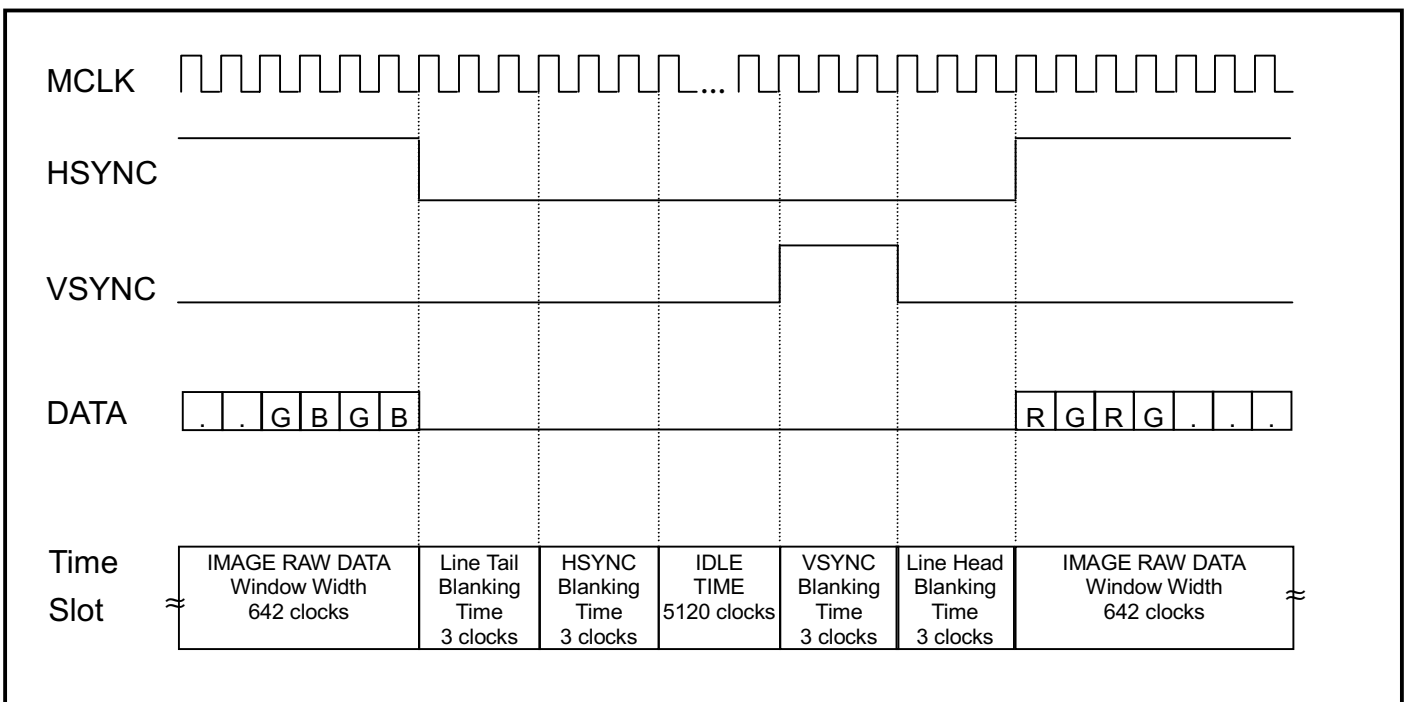 MCLK
...
HSYNC
VSYNC
DATA
. . G B G B
R G R G . . .
Time
Slot
≈
IMAGE RAW DATA
Window Width
642 clocks
Line Tail
Blanking
Time
3 clocks
HSYNC
Blanking
Time
3 clocks
IDLE
TIME
5120 clocks
VSYNC
Blanking
Time
3 clocks
Line Head
Blanking
Time
3 clocks
IMAGE RAW DATA
Window Width
642 clocks
≈